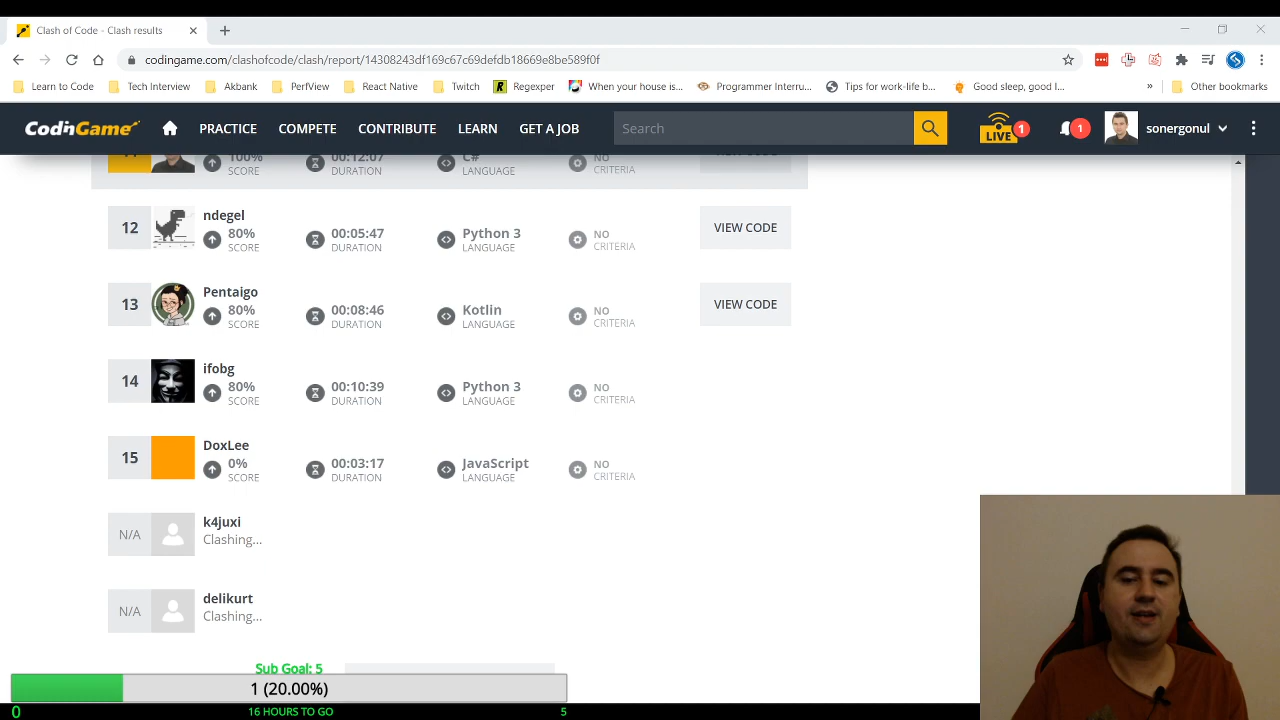 Clash of Code - Clash results
codingame.com/clashofcode/clash/report/14308243df169c67c69defdb18669e8be589f0f
Learn to Code Tech Interview Akbank PerfView React Native Twitch Regexper When your house is... Programmer Interru... Tips for work-life b... Good sleep, good l... » Other bookmarks
CodinGame PRACTICE COMPETE CONTRIBUTE LEARN GET A JOB Search LIVE 1 1 sonergonul
11 100% 00:12:07 C# NO VIEW CODE
SCORE DURATION LANGUAGE CRITERIA
ndegel
12 80% 00:05:47 Python 3 NO VIEW CODE
SCORE DURATION LANGUAGE CRITERIA
Pentaigo
13 80% 00:08:46 Kotlin NO VIEW CODE
SCORE DURATION LANGUAGE CRITERIA
ifobg
14 80% 00:10:39 Python 3 NO
SCORE DURATION LANGUAGE CRITERIA
DoxLee
15 0% 00:03:17 JavaScript NO
SCORE DURATION LANGUAGE CRITERIA
k4juxi
N/A Clashing...
delikurt
N/A Clashing...
Sub Goal: 5
1 (20.00%)
0 16 HOURS TO GO 5